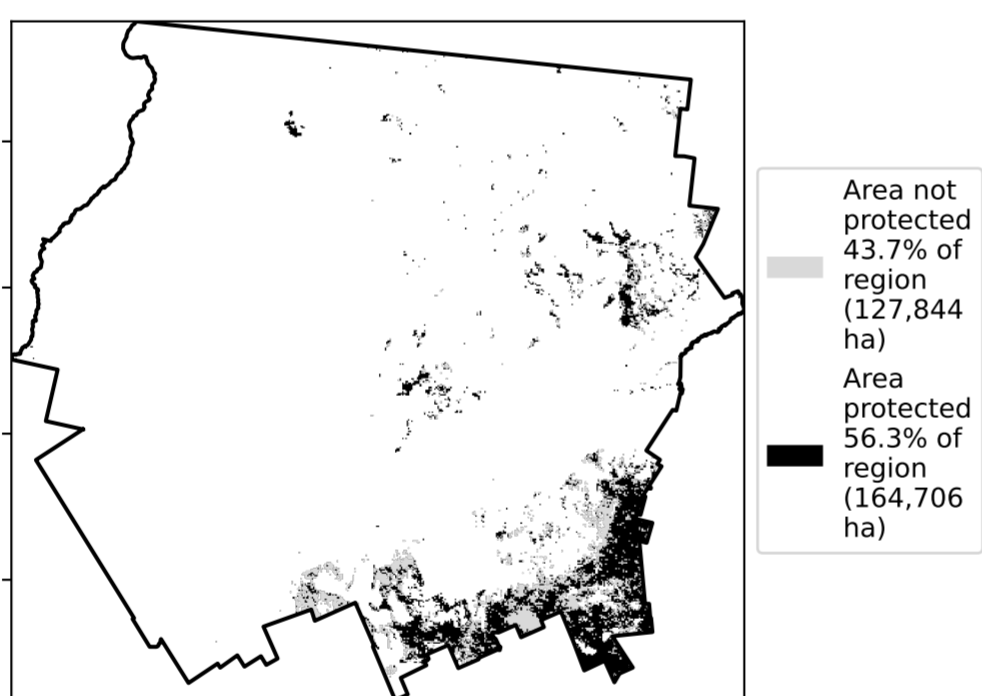 Area not
protected
43.7% of
region
(127,844
ha)
Area
protected
56.3% of
region
(164,706
ha)